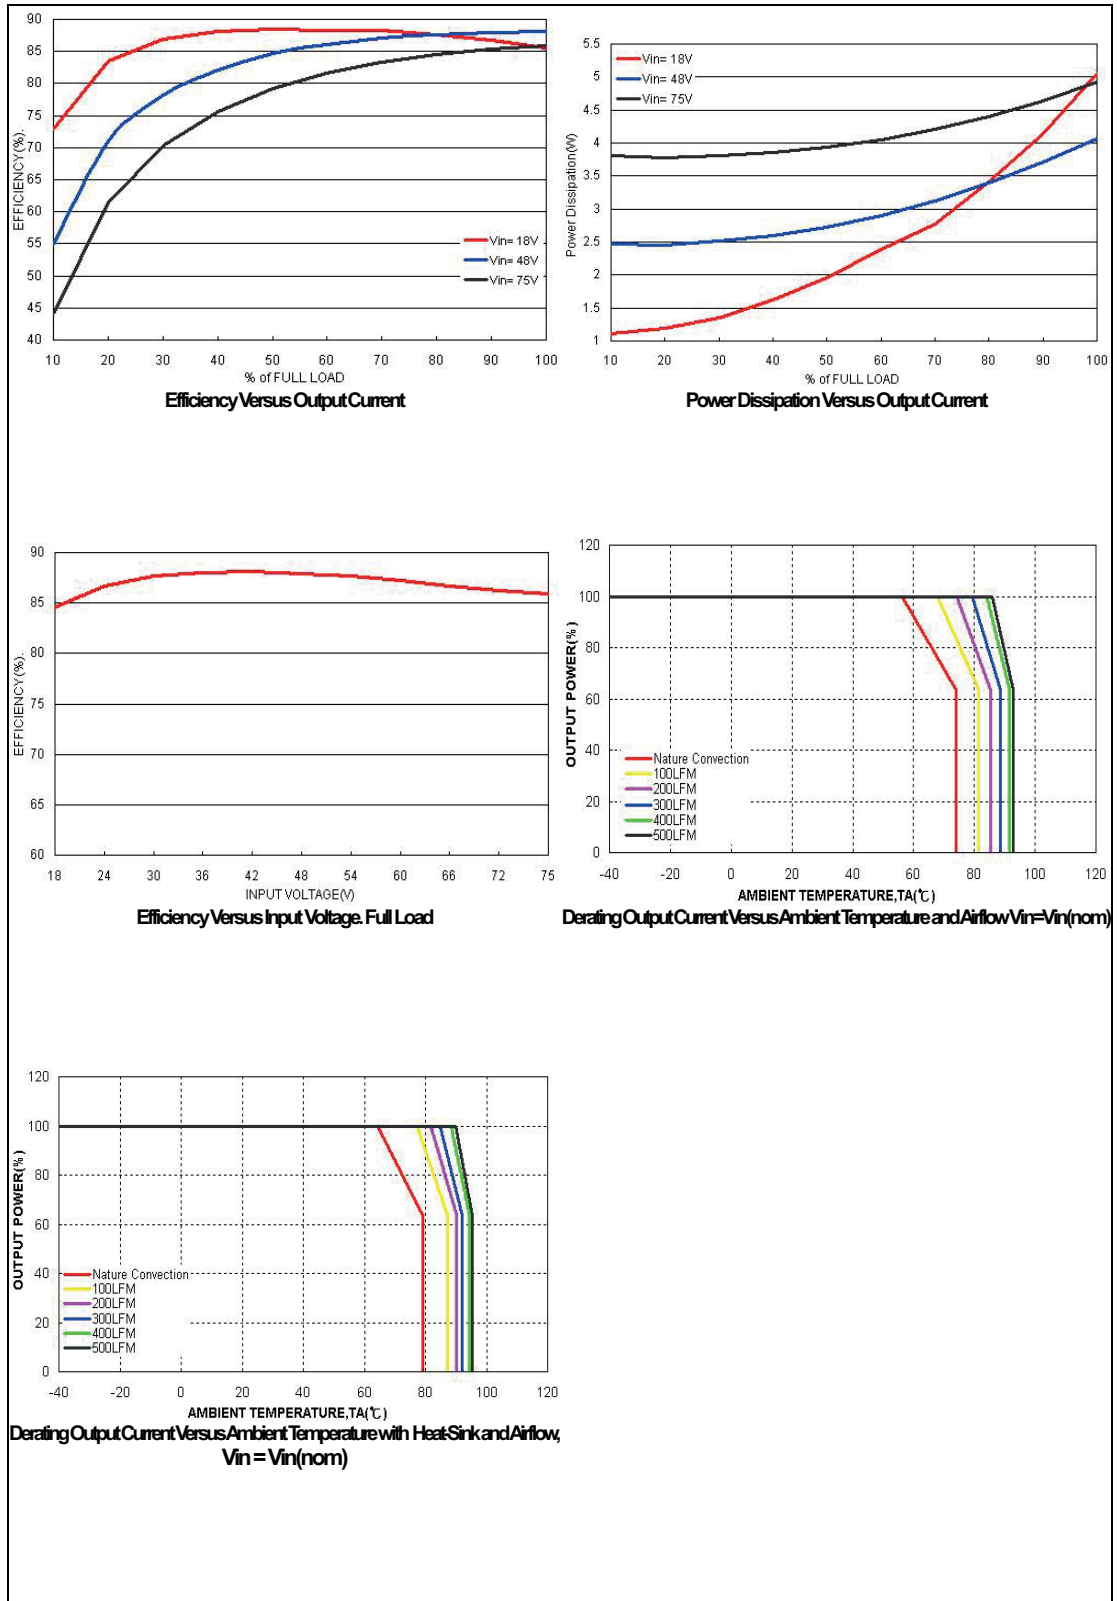 90
85
80
75
70
65
60
55
50
45
40
EFFICIENCY(%).
Vin= 18V
Vin= 48V
Vin= 75V
10 20 30 40 50 60 70 80 90 100
% of FULL LOAD
Efficiency Versus Output Current
5.5
5
4.5
4
3.5
3
2.5
2
1.5
1
Power Dissipation(W)
Vin= 18V
Vin= 48V
Vin= 75V
10 20 30 40 50 60 70 80 90 100
% of FULL LOAD
Power Dissipation Versus Output Current
90
85
80
75
70
65
60
EFFICIENCY(%).
18 24 30 36 42 48 54 60 66 72 75
INPUT VOLTAGE(V)
Efficiency Versus Input Voltage. Full Load
120
100
80
60
40
20
0
OUTPUT POWER(%)
Nature Convection
100LFM
200LFM
300LFM
400LFM
500LFM
-40 -20 0 20 40 60 80 100 120
AMBIENT TEMPERATURE,TA(℃)
Derating Output Current Versus Ambient Temperature and Airflow Vin=Vin(nom)
120
100
80
60
40
20
0
OUTPUT POWER(%)
Nature Convection
100LFM
200LFM
300LFM
400LFM
500LFM
-40 -20 0 20 40 60 80 100 120
AMBIENT TEMPERATURE,TA(℃)
Derating Output Current Versus Ambient Temperature with Heat-Sink and Airflow,
Vin = Vin(nom)